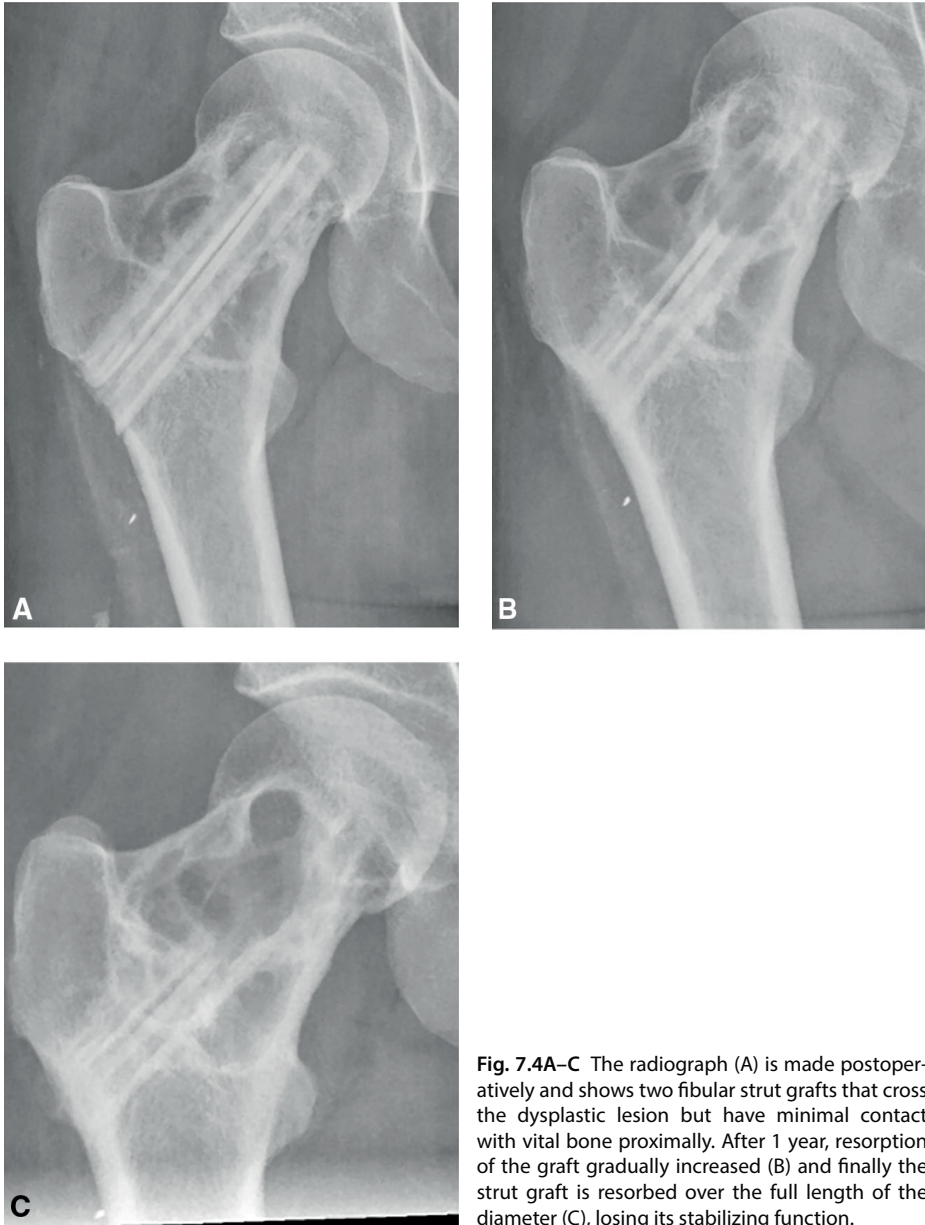 A
B
C
Fig. 7.4A–C The radiograph (A) is made postoper-
atively and shows two fibular strut grafts that cross
the dysplastic lesion but have minimal contact
with vital bone proximally. After 1 year, resorption
of the graft gradually increased (B) and finally the
strut graft is resorbed over the full length of the
diameter (C), losing its stabilizing function.